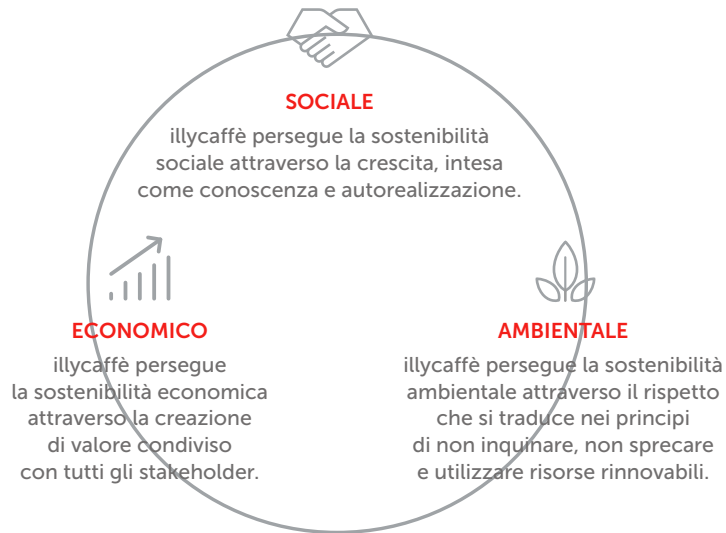 SOCIALE
illycaffè persegue la sostenibilità
sociale attraverso la crescita, intesa
come conoscenza e autorealizzazione.
ECONOMICO
illycaffè persegue
la sostenibilità economica
attraverso la creazione
di valore condiviso
con tutti gli stakeholder.
AMBIENTALE
illycaffè persegue la sostenibilità
ambientale attraverso il rispetto
che si traduce nei principi
di non inquinare, non sprecare
e utilizzare risorse rinnovabili.